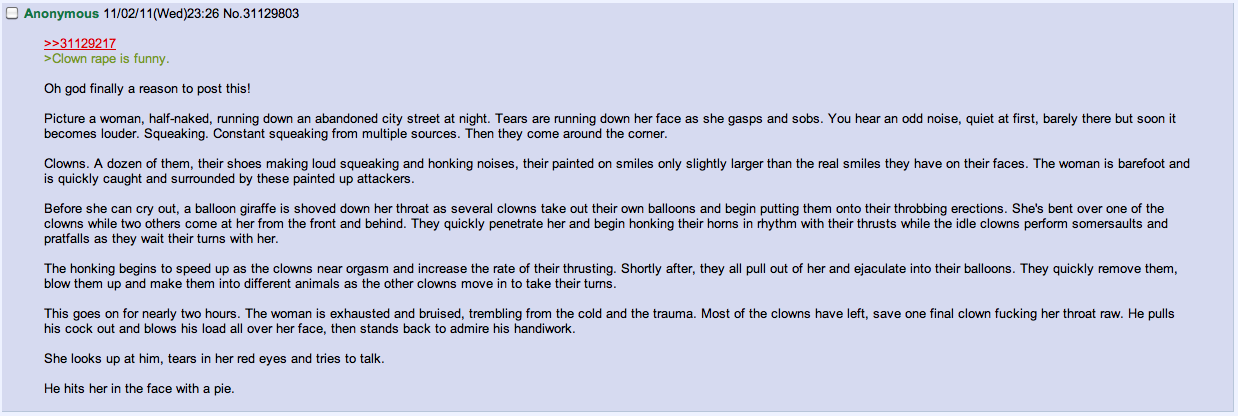 Anonymous 11/02/11(Wed)23:26 No.31129803
>>31129217
>Clown rape is funny.
Oh god finally a reason to post this!
Picture a woman, half-naked, running down an abandoned city street at night. Tears are running down her face as she gasps and sobs. You hear an odd noise, quiet at first, barely there but soon it
becomes louder. Squeaking. Constant squeaking from multiple sources. Then they come around the corner.
Clowns. A dozen of them, their shoes making loud squeaking and honking noises, their painted on smiles only slightly larger than the real smiles they have on their faces. The woman is barefoot and
is quickly caught and surrounded by these painted up attackers.
Before she can cry out, a balloon giraffe is shoved down her throat as several clowns take out their own balloons and begin putting them onto their throbbing erections. She's bent over one of the
clowns while two others come at her from the front and behind. They quickly penetrate her and begin honking their horns in rhythm with their thrusts while the idle clowns perform somersaults and
pratfalls as they wait their turns with her.
The honking begins to speed up as the clowns near orgasm and increase the rate of their thrusting. Shortly after, they all pull out of her and ejaculate into their balloons. They quickly remove them,
blow them up and make them into different animals as the other clowns move in to take their turns.
This goes on for nearly two hours. The woman is exhausted and bruised, trembling from the cold and the trauma. Most of the clowns have left, save one final clown fucking her throat raw. He pulls
his cock out and blows his load all over her face, then stands back to admire his handiwork.
She looks up at him, tears in her red eyes and tries to talk.
He hits her in the face with a pie.